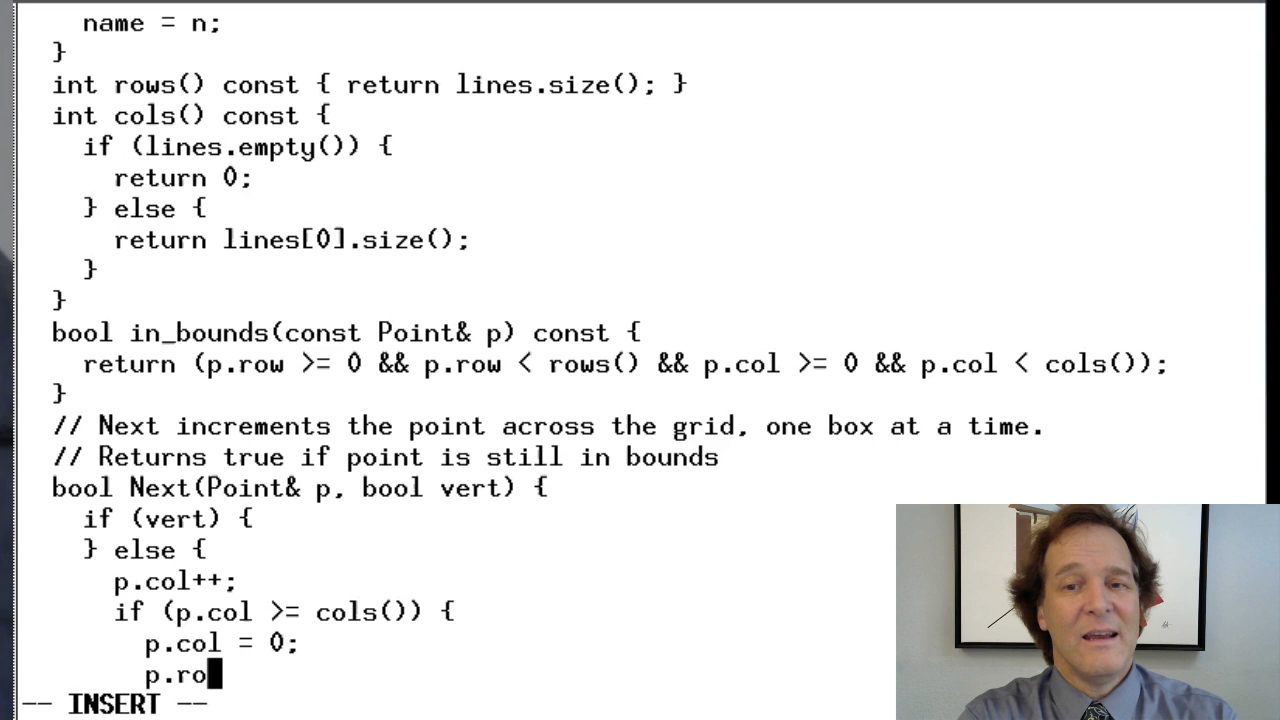 name = n;
}
int rows() const { return lines.size(); }
int cols() const {
if (lines.empty()) {
return 0;
} else {
return lines[0].size();
}
}
bool in_bounds(const Point& p) const {
return (p.row >= 0 && p.row < rows() && p.col >= 0 && p.col < cols());
}
// Next increments the point across the grid, one box at a time.
// Returns true if point is still in bounds
bool Next(Point& p, bool vert) {
if (vert) {
} else {
p.col++;
if (p.col >= cols()) {
p.col = 0;
p.ro
-- INSERT --